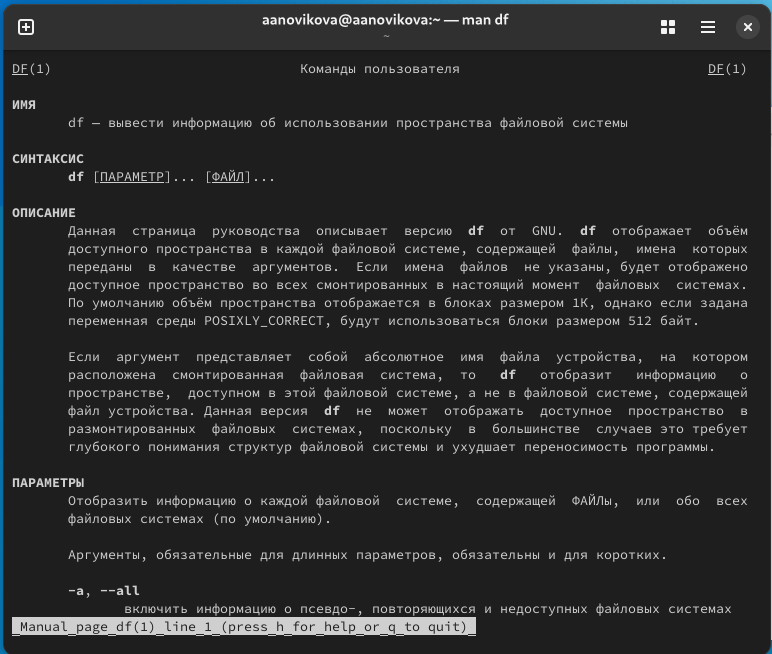 aanovikova@aanovikova:~ — man df
~
DF(1) Команды пользователя DF(1)
ИМЯ
df — вывести информацию об использовании пространства файловой системы
СИНТАКСИС
df [ПАРАМЕТР]... [ФАЙЛ]...
ОПИСАНИЕ
Данная страница руководства описывает версию df от GNU. df отображает объём
доступного пространства в каждой файловой системе, содержащей файлы, имена которых
переданы в качестве аргументов. Если имена файлов не указаны, будет отображено
доступное пространство во всех смонтированных в настоящий момент файловых системах.
По умолчанию объём пространства отображается в блоках размером 1K, однако если задана
переменная среды POSIXLY_CORRECT, будут использоваться блоки размером 512 байт.
Если аргумент представляет собой абсолютное имя файла устройства, на котором
расположена смонтированная файловая система, то df отобразит информацию о
пространстве, доступном в этой файловой системе, а не в файловой системе, содержащей
файл устройства. Данная версия df не может отображать доступное пространство в
размонтированных файловых системах, поскольку в большинстве случаев это требует
глубокого понимания структур файловой системы и ухудшает переносимость программы.
ПАРАМЕТРЫ
Отобразить информацию о каждой файловой системе, содержащей ФАЙЛы, или обо всех
файловых системах (по умолчанию).
Аргументы, обязательные для длинных параметров, обязательны и для коротких.
-a, --all
включить информацию о псевдо-, повторяющихся и недоступных файловых системах
Manual page df(1) line 1 (press h for help or q to quit)